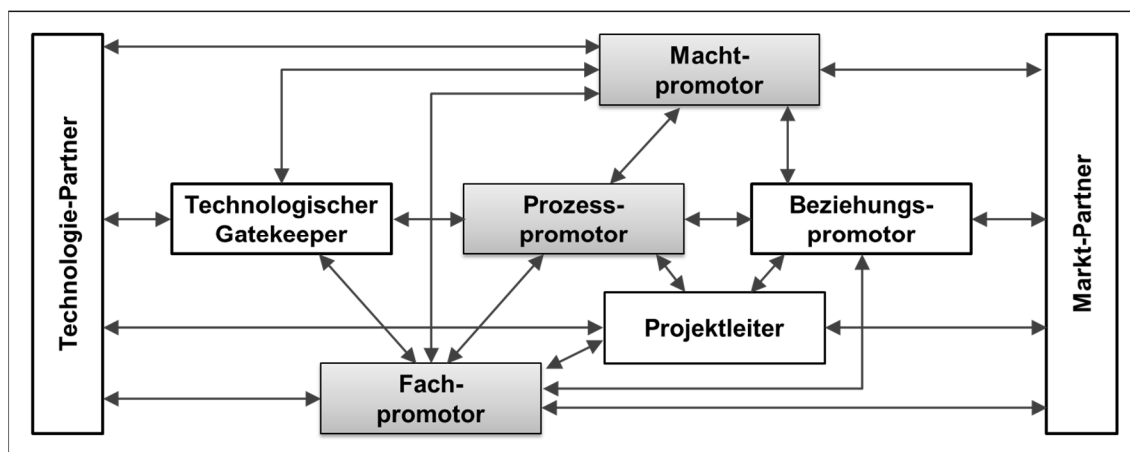 Technologie-Partner
Macht-
promotor
Technologischer
Gatekeeper
Prozess-
promotor
Beziehungs-
promotor
Projektleiter
Fach-
promotor
Markt-Partner